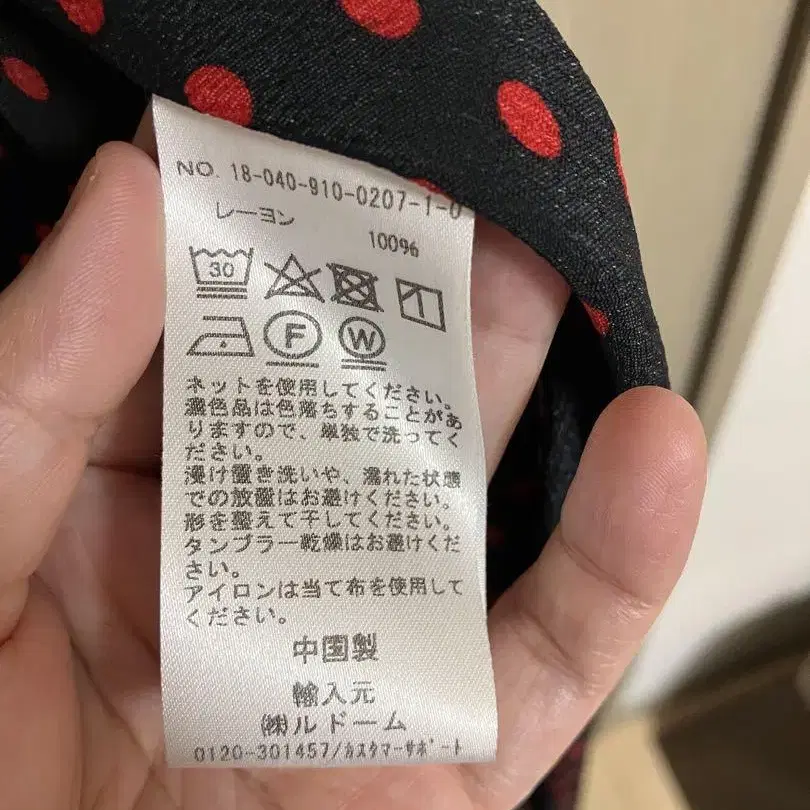 NO. 18-040-910-0207-1-0
レーヨン 100%
30
F W
ネットを使用してください。
濃色品は色落ちすることがあ
りますので、単独で洗ってく
ださい。
浸け置き洗いや、濡れた状態
での放置はお避けください。
形を整えて干してください。
タンブラー乾燥はお避けくだ
さい。
アイロンは当て布を使用して
ください。
中国製
輸入元
㈱ルドーム
0120-301457/ｶｽﾀﾏｰｻﾎﾟｰﾄ